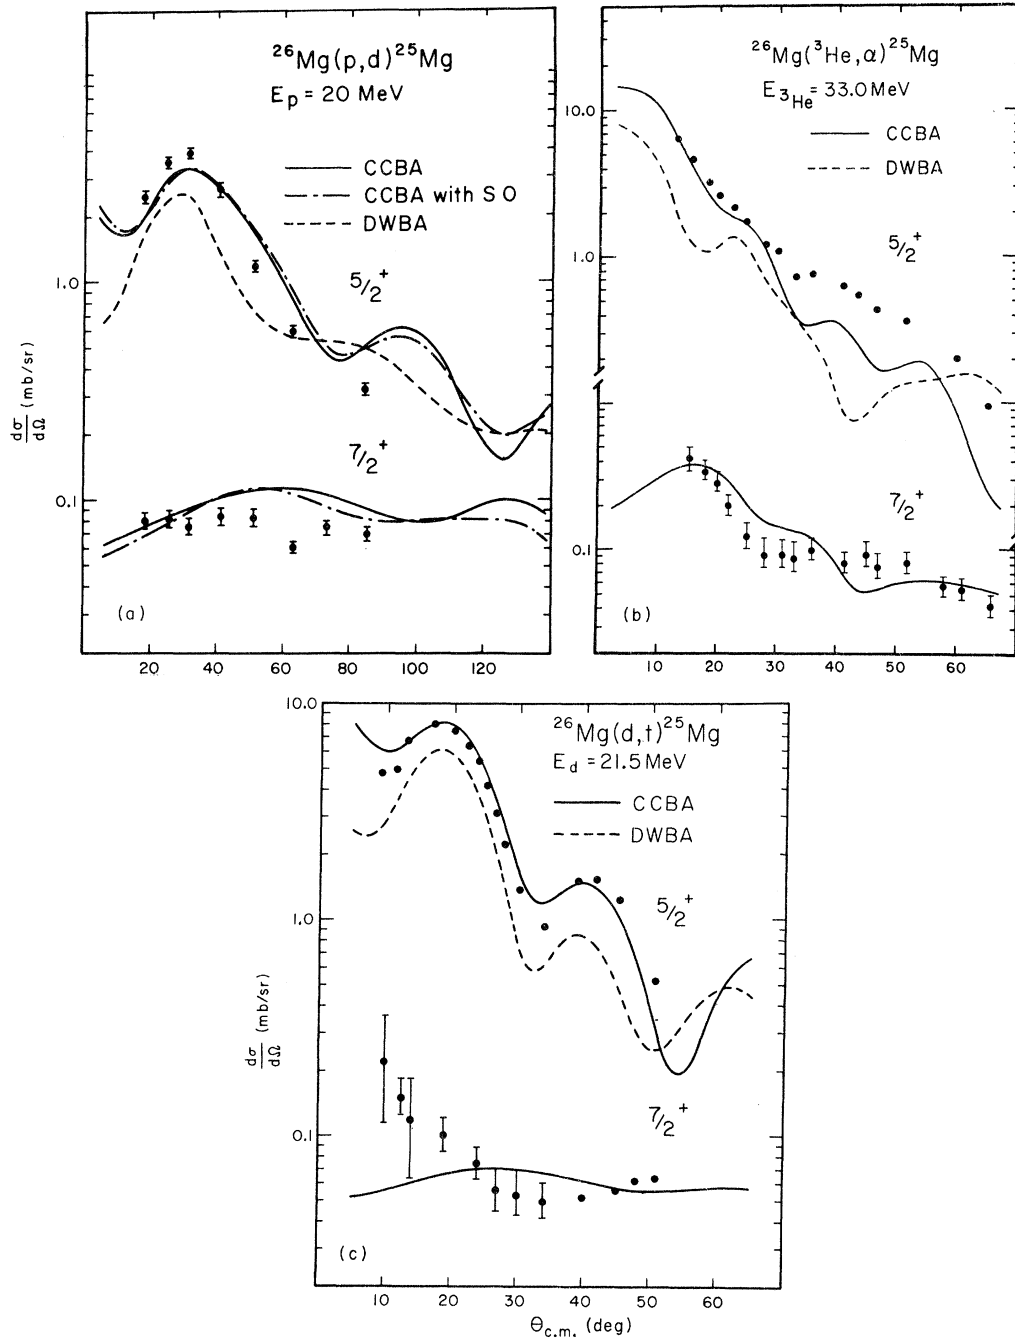 ²⁶Mg(p,d)²⁵Mg
Eₚ = 20 MeV
CCBA
CCBA with SO
DWBA
5/2⁺
7/2⁺
1.0
0.1
dσ/dΩ (mb/sr)
(a)
20 40 60 80 100 120
²⁶Mg(³He,α)²⁵Mg
E³He = 33.0 MeV
CCBA
DWBA
10.0
1.0
0.1
5/2⁺
7/2⁺
(b)
10 20 30 40 50 60
²⁶Mg(d,t)²⁵Mg
E_d = 21.5 MeV
CCBA
DWBA
10.0
1.0
0.1
5/2⁺
7/2⁺
dσ/dΩ (mb/sr)
(c)
10 20 30 40 50 60
θc.m. (deg)